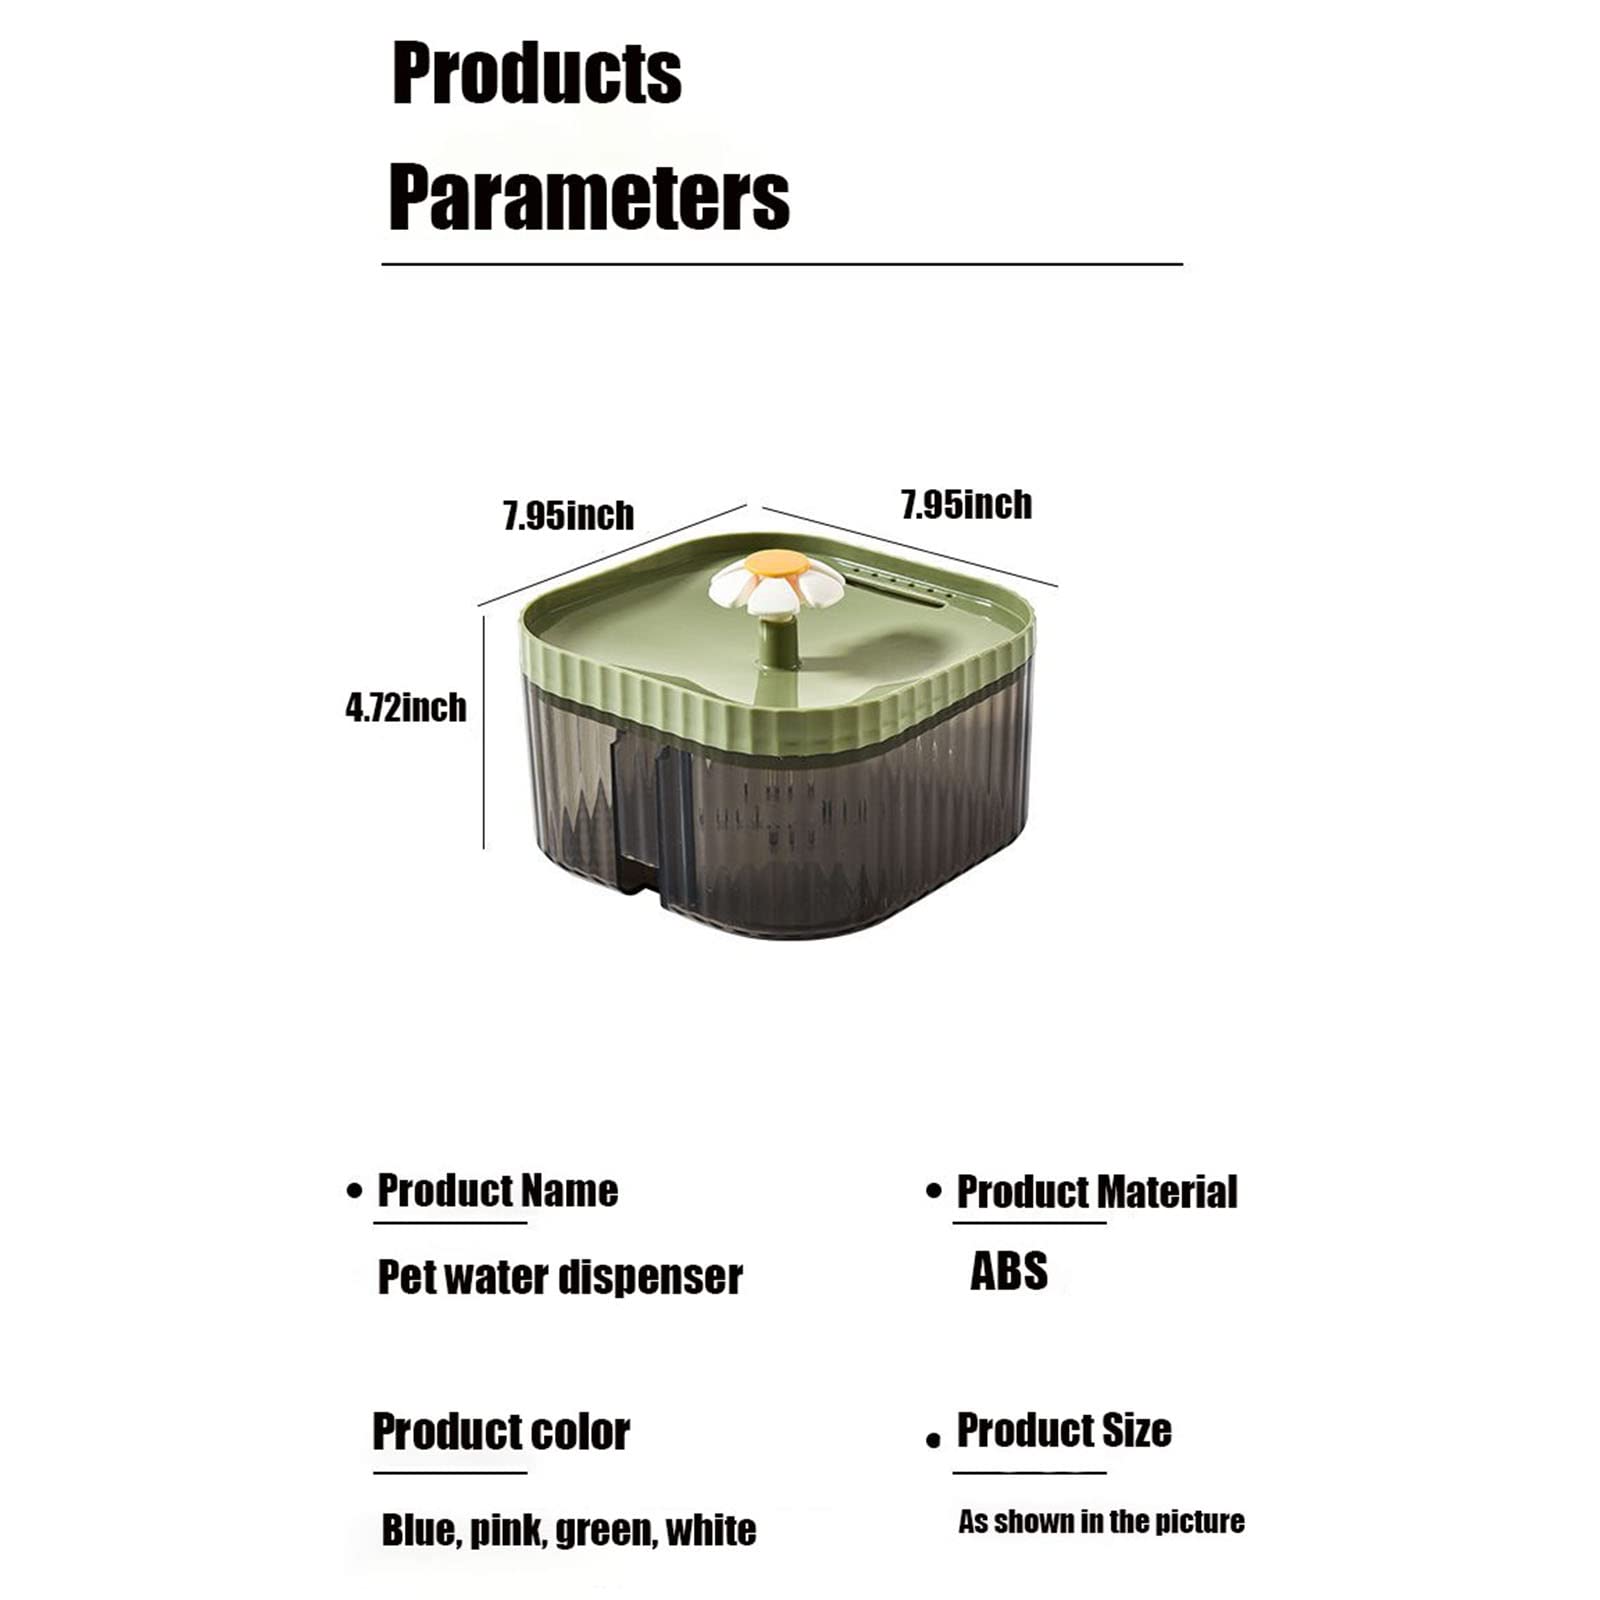 Products
Parameters
7.95inch
7.95inch
4.72inch
• Product Name
Pet water dispenser
• Product Material
ABS
Product color
Blue, pink, green, white
• Product Size
As shown in the picture